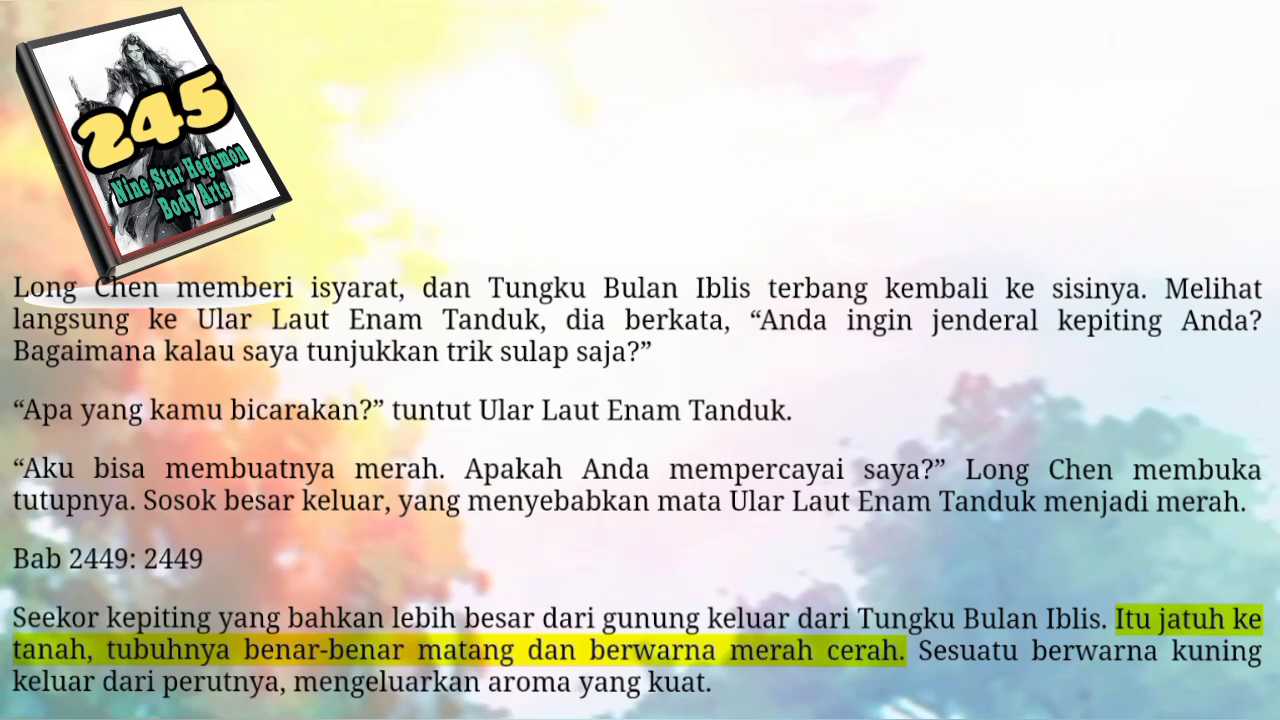 245
Nine Star Hegemon
Body Arts
Long Chen memberi isyarat, dan Tungku Bulan Iblis terbang kembali ke sisinya. Melihat
langsung ke Ular Laut Enam Tanduk, dia berkata, “Anda ingin jenderal kepiting Anda?
Bagaimana kalau saya tunjukkan trik sulap saja?”
“Apa yang kamu bicarakan?” tuntut Ular Laut Enam Tanduk.
“Aku bisa membuatnya merah. Apakah Anda mempercayai saya?” Long Chen membuka
tutupnya. Sosok besar keluar, yang menyebabkan mata Ular Laut Enam Tanduk menjadi merah.
Bab 2449: 2449
Seekor kepiting yang bahkan lebih besar dari gunung keluar dari Tungku Bulan Iblis. Itu jatuh ke
tanah, tubuhnya benar-benar matang dan berwarna merah cerah. Sesuatu berwarna kuning
keluar dari perutnya, mengeluarkan aroma yang kuat.